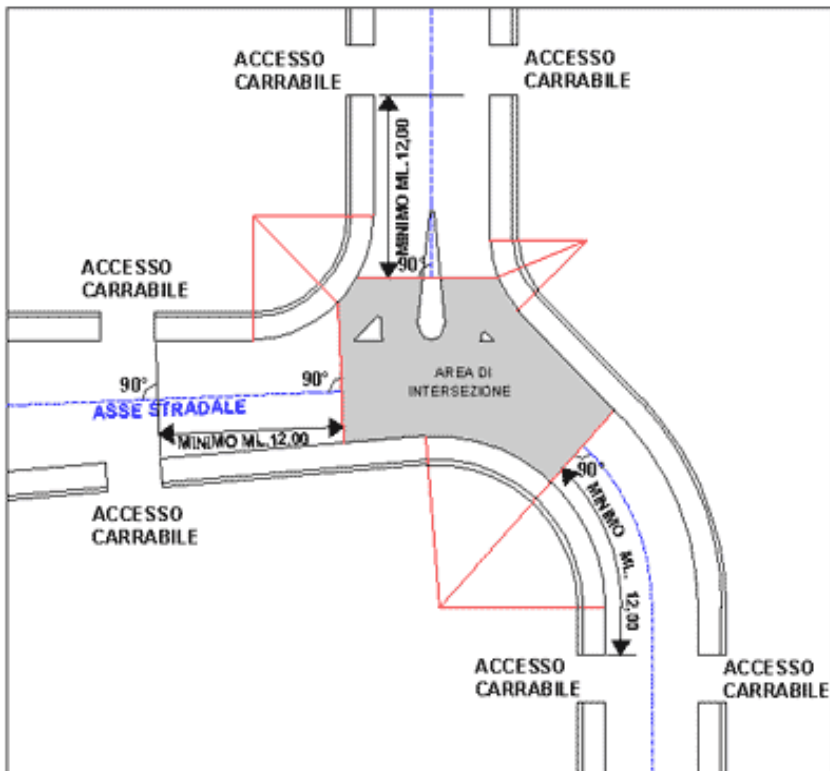 ACCESSO
CARRABILE
ACCESSO
CARRABILE
MINIMO ML.12,00
90°
ACCESSO
CARRABILE
90°
90°
ASSE STRADALE
AREA DI
INTERSEZIONE
MINIMO ML.12,00
90°
MINIMO ML. 12,00
ACCESSO
CARRABILE
ACCESSO
CARRABILE
ACCESSO
CARRABILE